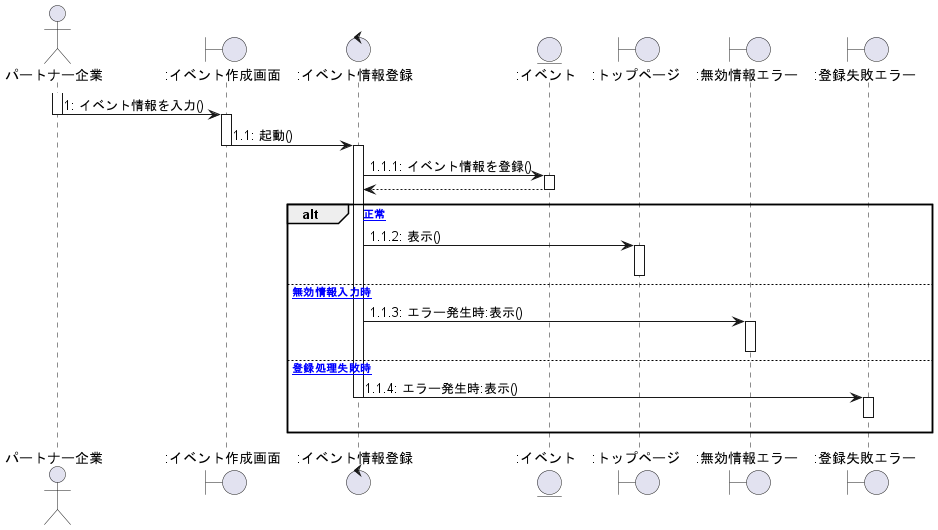 パートナー企業
:イベント作成画面
:イベント情報登録
:イベント
:トップページ
:無効情報エラー
:登録失敗エラー
1: イベント情報を入力()
1.1: 起動()
1.1.1: イベント情報を登録()
alt
正常
1.1.2: 表示()
無効情報入力時
1.1.3: エラー発生時:表示()
登録処理失敗時
1.1.4: エラー発生時:表示()
パートナー企業
:イベント作成画面
:イベント情報登録
:イベント
:トップページ
:無効情報エラー
:登録失敗エラー